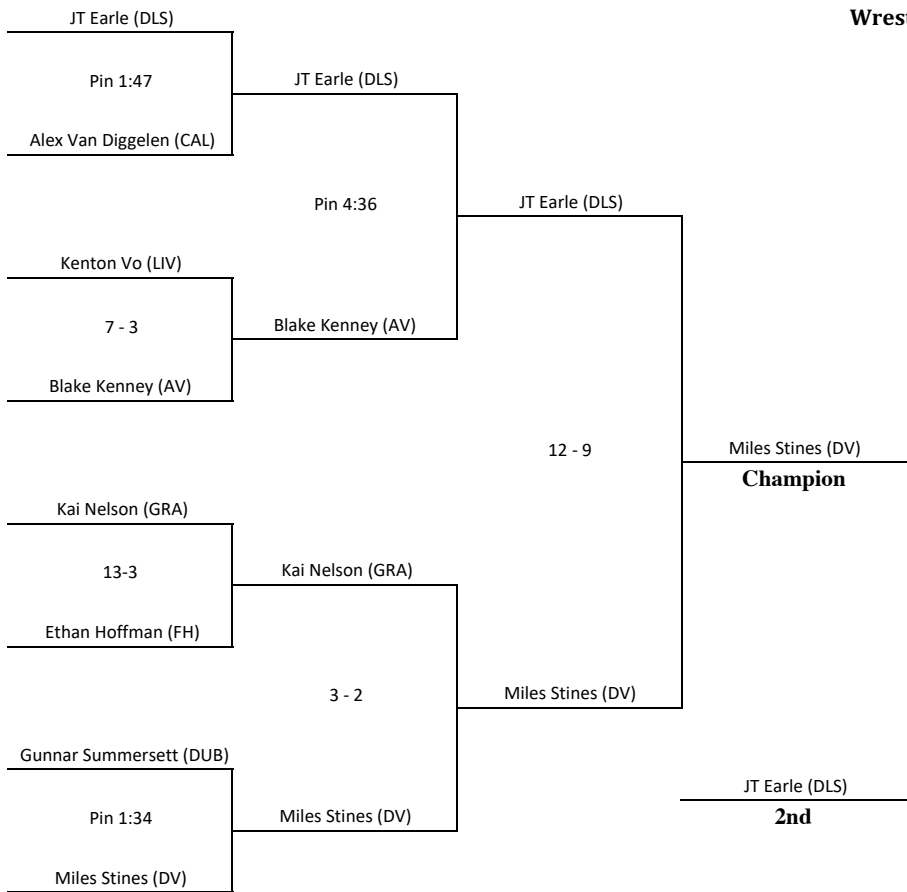 JT Earle (DLS)
Pin 1:47
Alex Van Diggelen (CAL)
Kenton Vo (LIV)
7 - 3
Blake Kenney (AV)
Kai Nelson (GRA)
13-3
Ethan Hoffman (FH)
Gunnar Summersett (DUB)
Pin 1:34
Miles Stines (DV)
JT Earle (DLS)
Pin 4:36
Blake Kenney (AV)
Kai Nelson (GRA)
3 - 2
Miles Stines (DV)
JT Earle (DLS)
12 - 9
Miles Stines (DV)
Miles Stines (DV)
Champion
JT Earle (DLS)
2nd